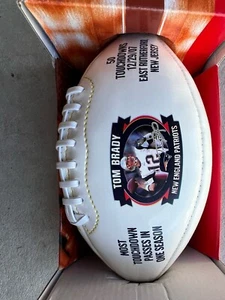 50
TOUCHDOWNS
12/29/07
EAST RUTHERFORD,
NEW JERSEY
TOM BRADY
12
NEW ENGLAND PATRIOTS
MOST
TOUCHDOWN
PASSES IN
ONE SEASON